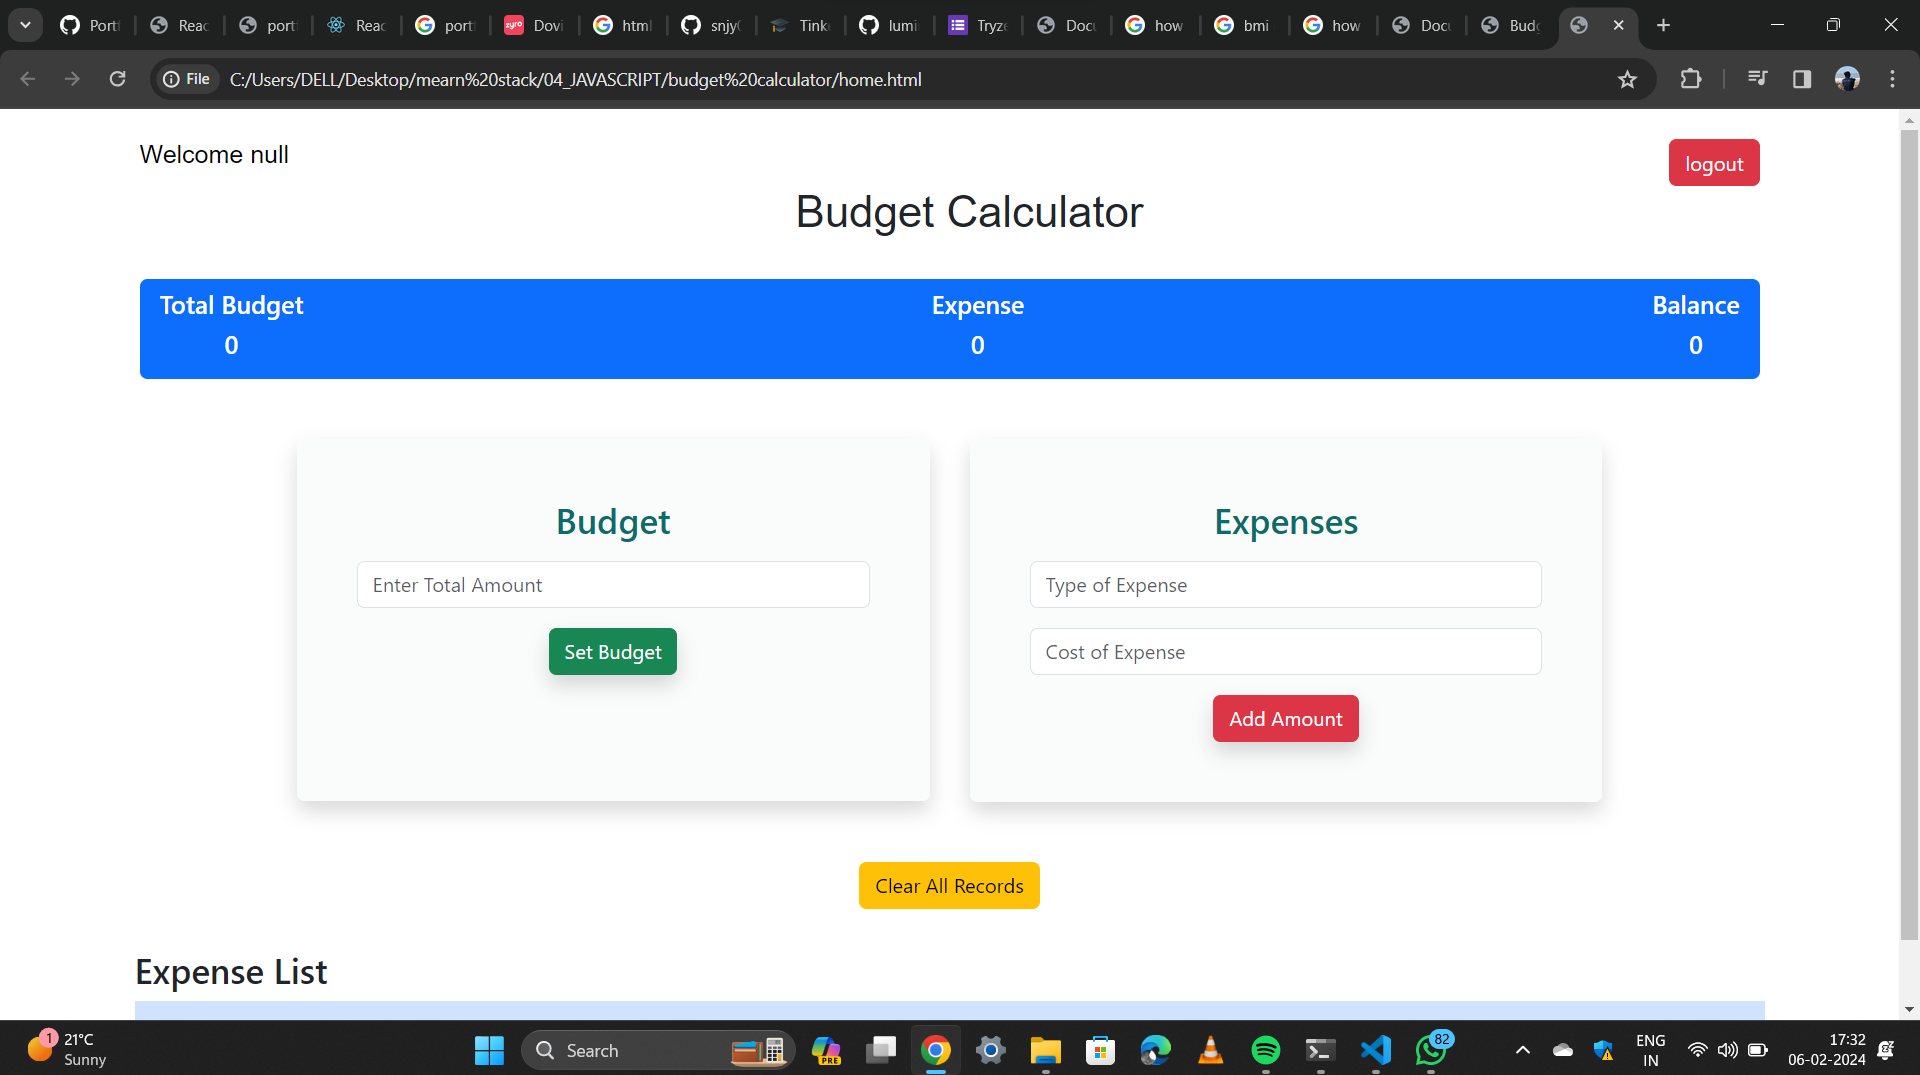 Port
Reac
port
Reac
port
Dovi
html
snjy
Tink
lumi
Tryze
Docu
how
bmi
how
Docu
Budg
File C:/Users/DELL/Desktop/mearn%20stack/04_JAVASCRIPT/budget%20calculator/home.html
Welcome null
logout
Budget Calculator
Total Budget Expense Balance
0 0 0
Budget
Enter Total Amount
Set Budget
Expenses
Type of Expense
Cost of Expense
Add Amount
Clear All Records
Expense List
1
21°C
Sunny
Search
PRE
82
ENG
IN
17:32
06-02-2024